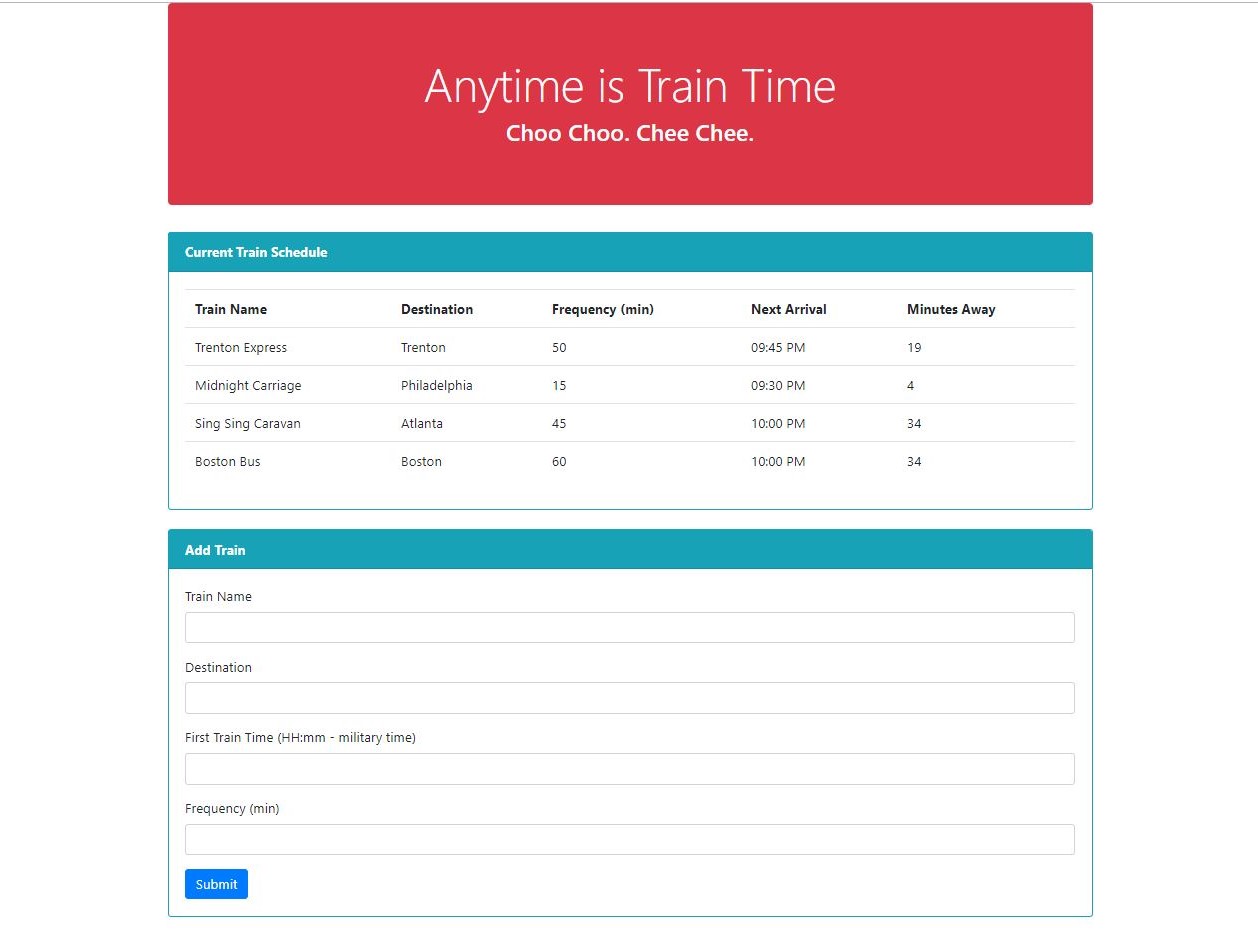 Anytime is Train Time
Choo Choo. Chee Chee.
Current Train Schedule
Train Name Destination Frequency (min) Next Arrival Minutes Away
Trenton Express Trenton 50 09:45 PM 19
Midnight Carriage Philadelphia 15 09:30 PM 4
Sing Sing Caravan Atlanta 45 10:00 PM 34
Boston Bus Boston 60 10:00 PM 34
Add Train
Train Name
Destination
First Train Time (HH:mm - military time)
Frequency (min)
Submit